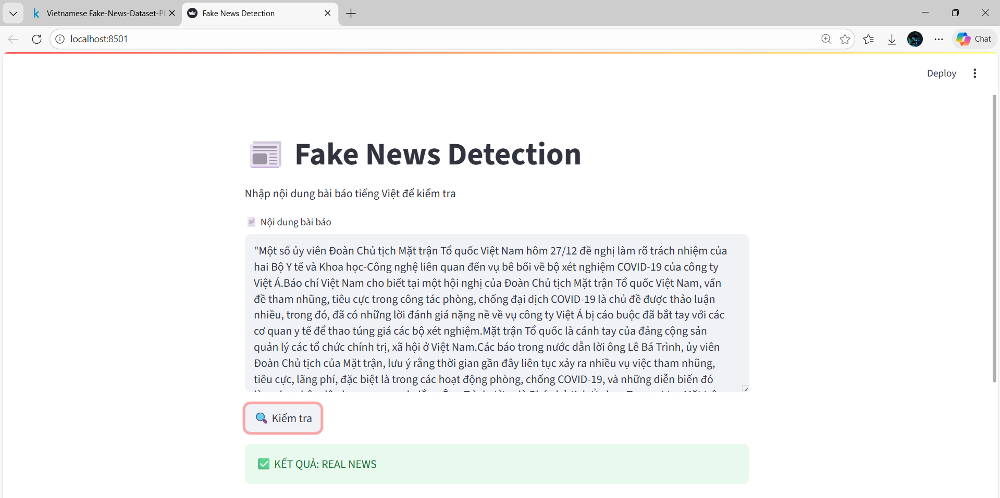 Vietnamese Fake-News-Dataset-PE
Fake News Detection
localhost:8501
Chat
Deploy
Fake News Detection
Nhập nội dung bài báo tiếng Việt để kiểm tra
Nội dung bài báo
"Một số ủy viên Đoàn Chủ tịch Mặt trận Tổ quốc Việt Nam hôm 27/12 đề nghị làm rõ trách nhiệm của
hai Bộ Y tế và Khoa học-Công nghệ liên quan đến vụ bê bối về bộ xét nghiệm COVID-19 của công ty
Việt Á.Báo chí Việt Nam cho biết tại một hội nghị của Đoàn Chủ tịch Mặt trận Tổ quốc Việt Nam, vấn
đề tham nhũng, tiêu cực trong công tác phòng, chống đại dịch COVID-19 là chủ đề được thảo luận
nhiều, trong đó, đã có những lời đánh giá nặng nề về vụ công ty Việt Á bị cáo buộc đã bắt tay với các
cơ quan y tế để thao túng giá các bộ xét nghiệm.Mặt trận Tổ quốc là cánh tay của đảng cộng sản
quản lý các tổ chức chính trị, xã hội ở Việt Nam.Các báo trong nước dẫn lời ông Lê Bá Trình, ủy viên
Đoàn Chủ tịch của Mặt trận, lưu ý rằng thời gian gần đây liên tục xảy ra nhiều vụ việc tham nhũng,
tiêu cực, lãng phí, đặc biệt là trong các hoạt động phòng, chống COVID-19, và những diễn biến đó
Kiểm tra
KẾT QUẢ: REAL NEWS